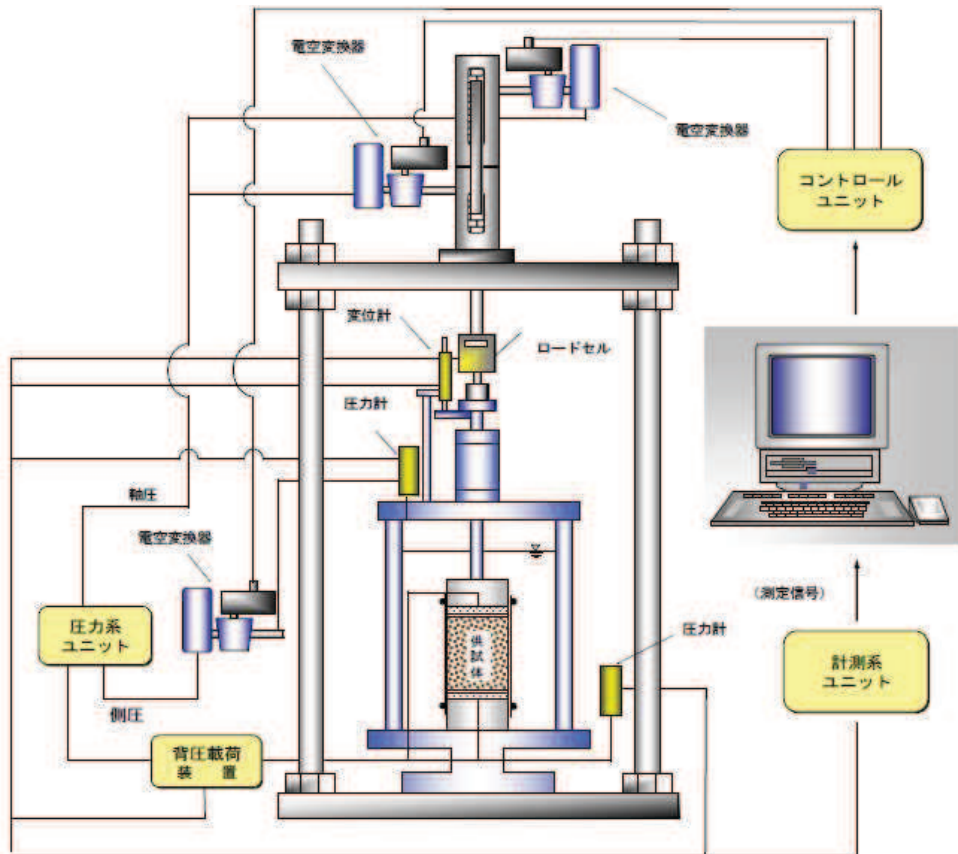 電空変換器
電空変換器
コントロール
ユニット
変位計
ロードセル
圧力計
軸圧
電空変換器
(測定信号)
圧力系
ユニット
供試体
圧力計
計測系
ユニット
側圧
背圧載荷
装 置